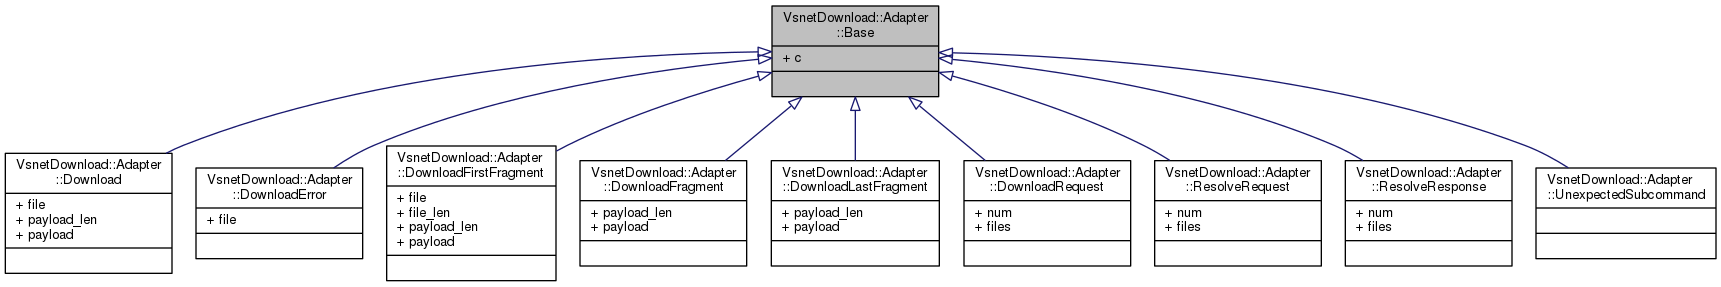 VsnetDownload::Adapter
::Base
+ c
VsnetDownload::Adapter
::Download
+ file
+ payload_len
+ payload
VsnetDownload::Adapter
::DownloadError
+ file
VsnetDownload::Adapter
::DownloadFirstFragment
+ file
+ file_len
+ payload_len
+ payload
VsnetDownload::Adapter
::DownloadFragment
+ payload_len
+ payload
VsnetDownload::Adapter
::DownloadLastFragment
+ payload_len
+ payload
VsnetDownload::Adapter
::DownloadRequest
+ num
+ files
VsnetDownload::Adapter
::ResolveRequest
+ num
+ files
VsnetDownload::Adapter
::ResolveResponse
+ num
+ files
VsnetDownload::Adapter
::UnexpectedSubcommand